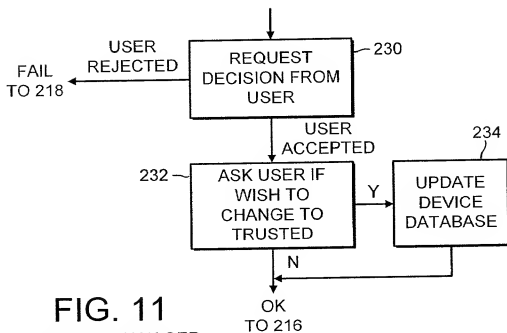 USER
REJECTED
FAIL
TO 218
REQUEST
DECISION FROM
USER
230
USER
ACCEPTED
232
ASK USER IF
WISH TO
CHANGE TO
TRUSTED
Y
234
UPDATE
DEVICE
DATABASE
N
OK
TO 216
FIG. 11